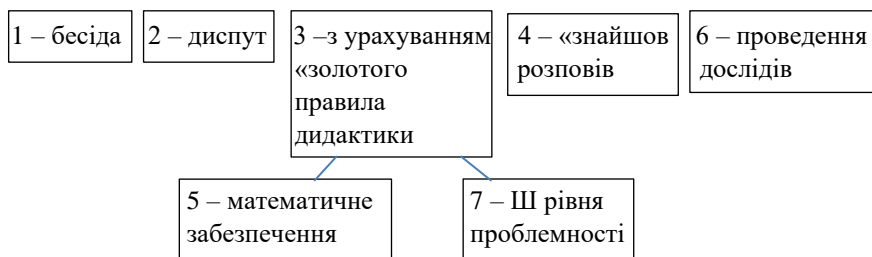 1 – бесіда
2 – диспут
3 –з урахуванням
«золотого
правила
дидактики
4 – «знайшов
розповів
6 – проведення
дослідів
5 – математичне
забезпечення
7 – Ш рівня
проблемності